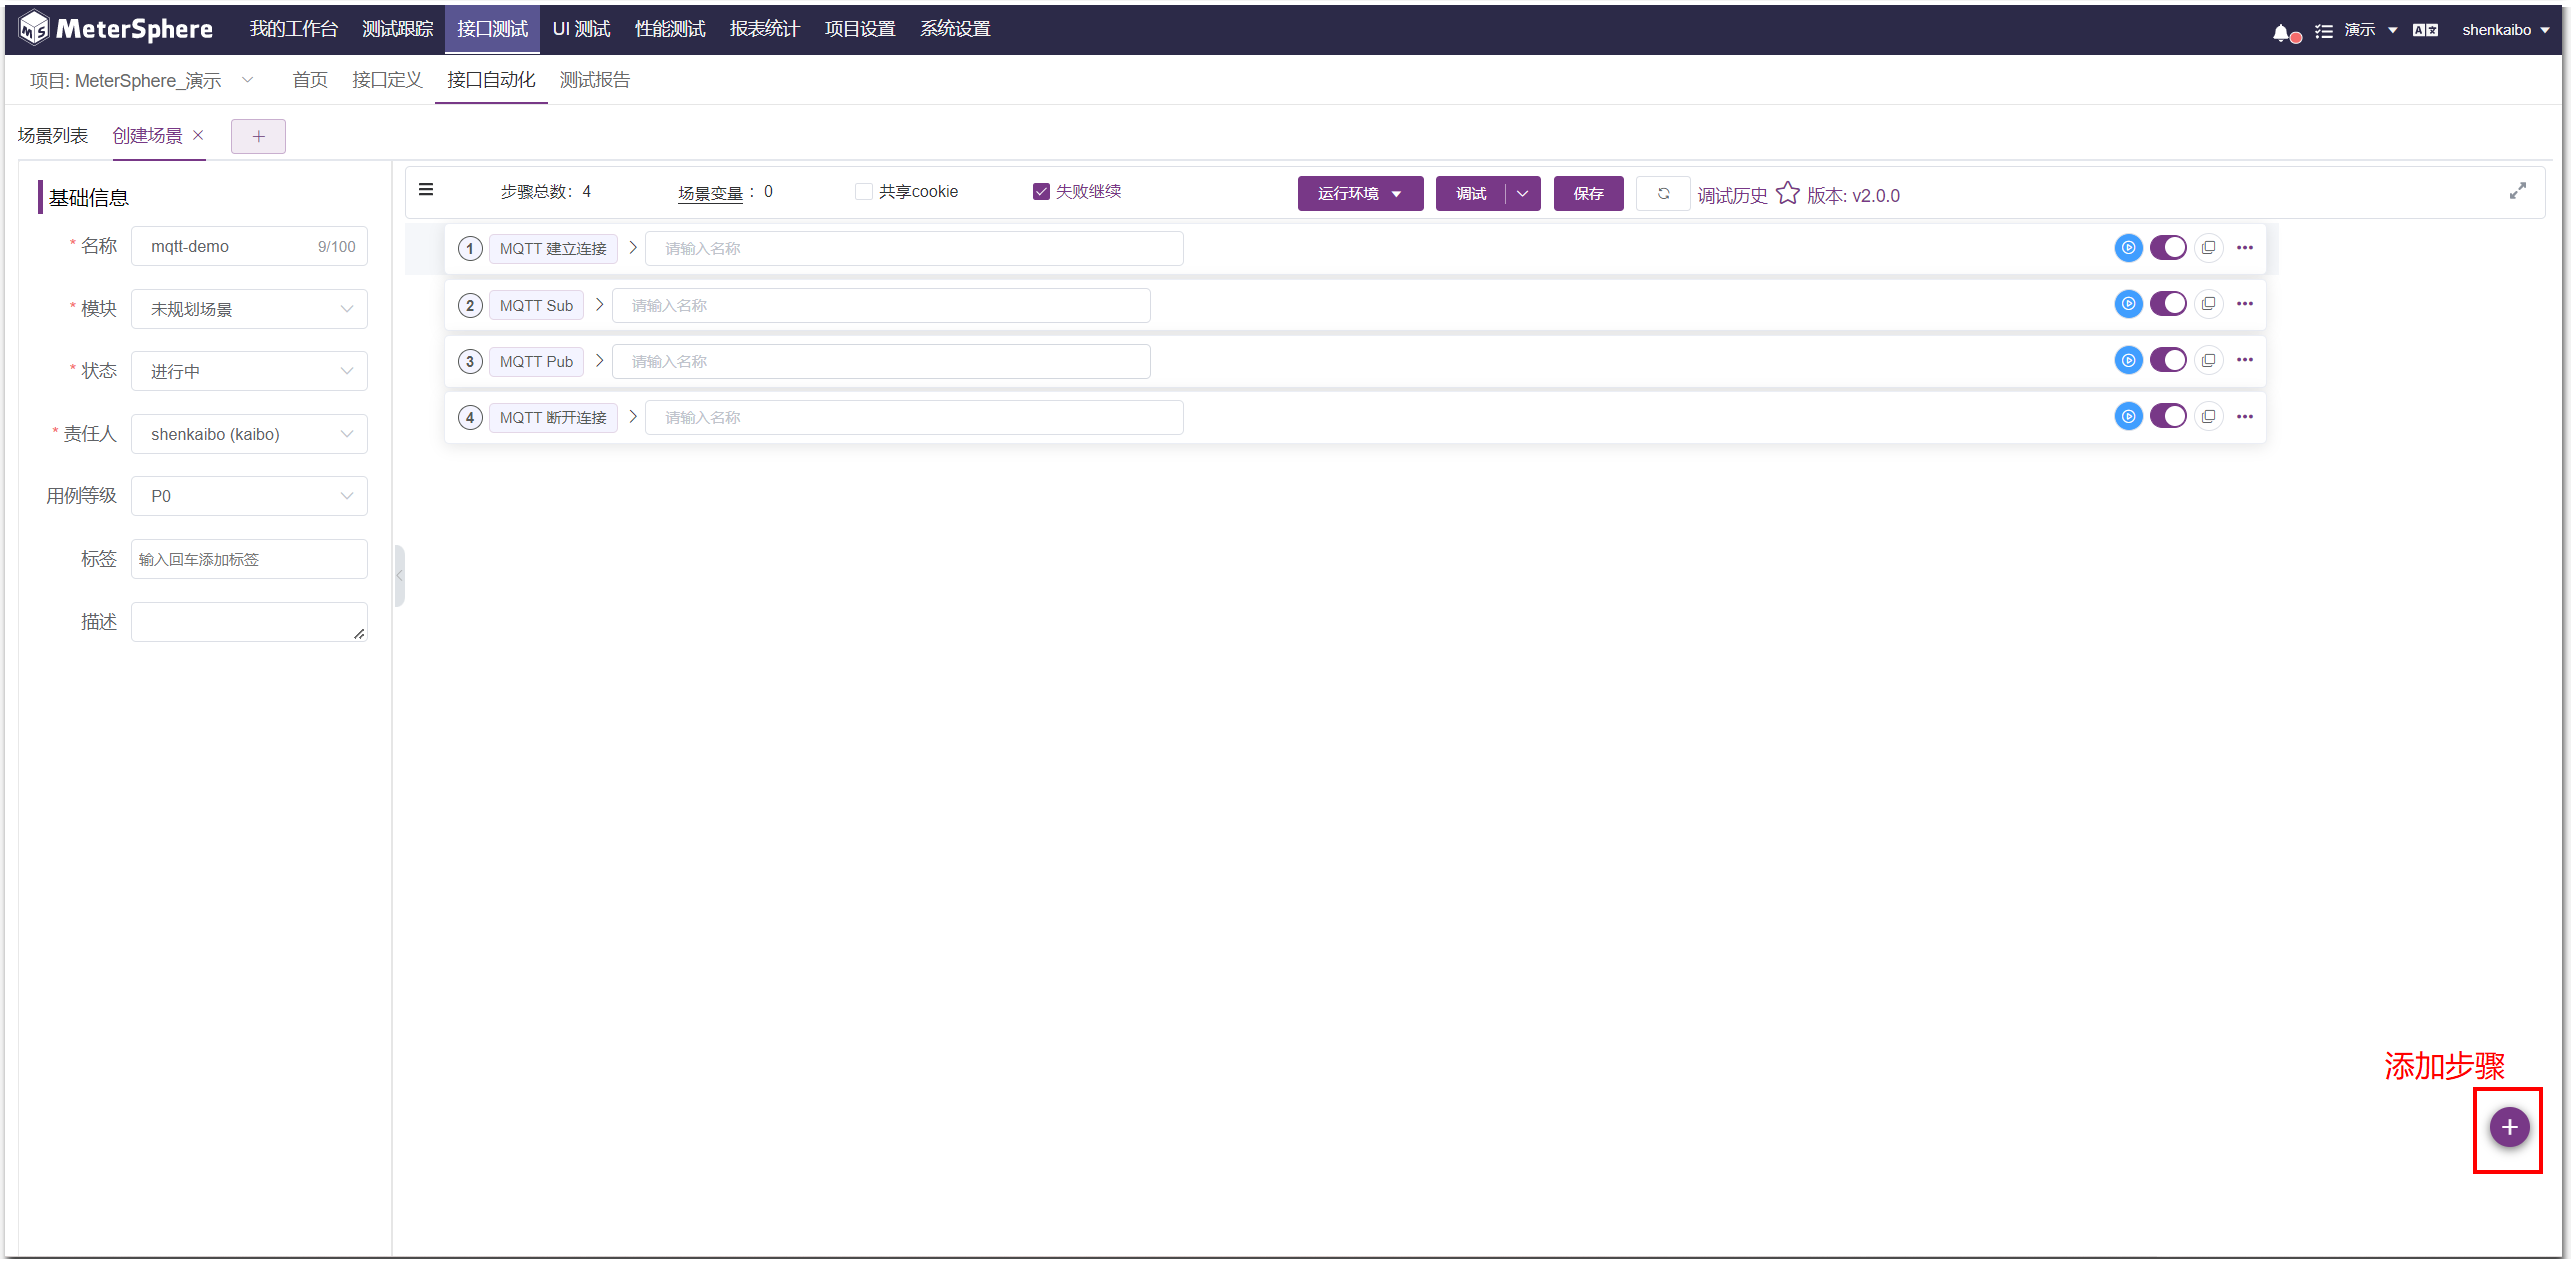 MeterSphere 我的工作台 测试跟踪 接口测试 UI 测试 性能测试 报表统计 项目设置 系统设置 演示 shenkaibo
项目: MeterSphere_演示 首页 接口定义 接口自动化 测试报告
场景列表 创建场景
基础信息
* 名称 mqtt-demo 9/100
* 模块 未规划场景
* 状态 进行中
* 责任人 shenkaibo (kaibo)
用例等级 P0
标签 输入回车添加标签
描述
步骤总数：4 场景变量：0 共享cookie 失败继续 运行环境 调试 保存 调试历史 版本: v2.0.0
1 MQTT 建立连接 请输入名称
2 MQTT Sub 请输入名称
3 MQTT Pub 请输入名称
4 MQTT 断开连接 请输入名称
添加步骤